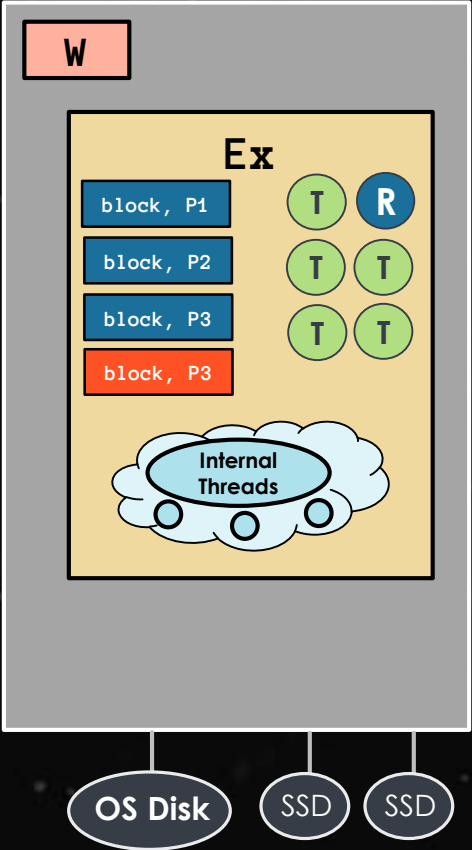 W
Ex
block, P1
T
R
block, P2
T
T
block, P3
T
T
block, P3
Internal
Threads
OS Disk
SSD
SSD